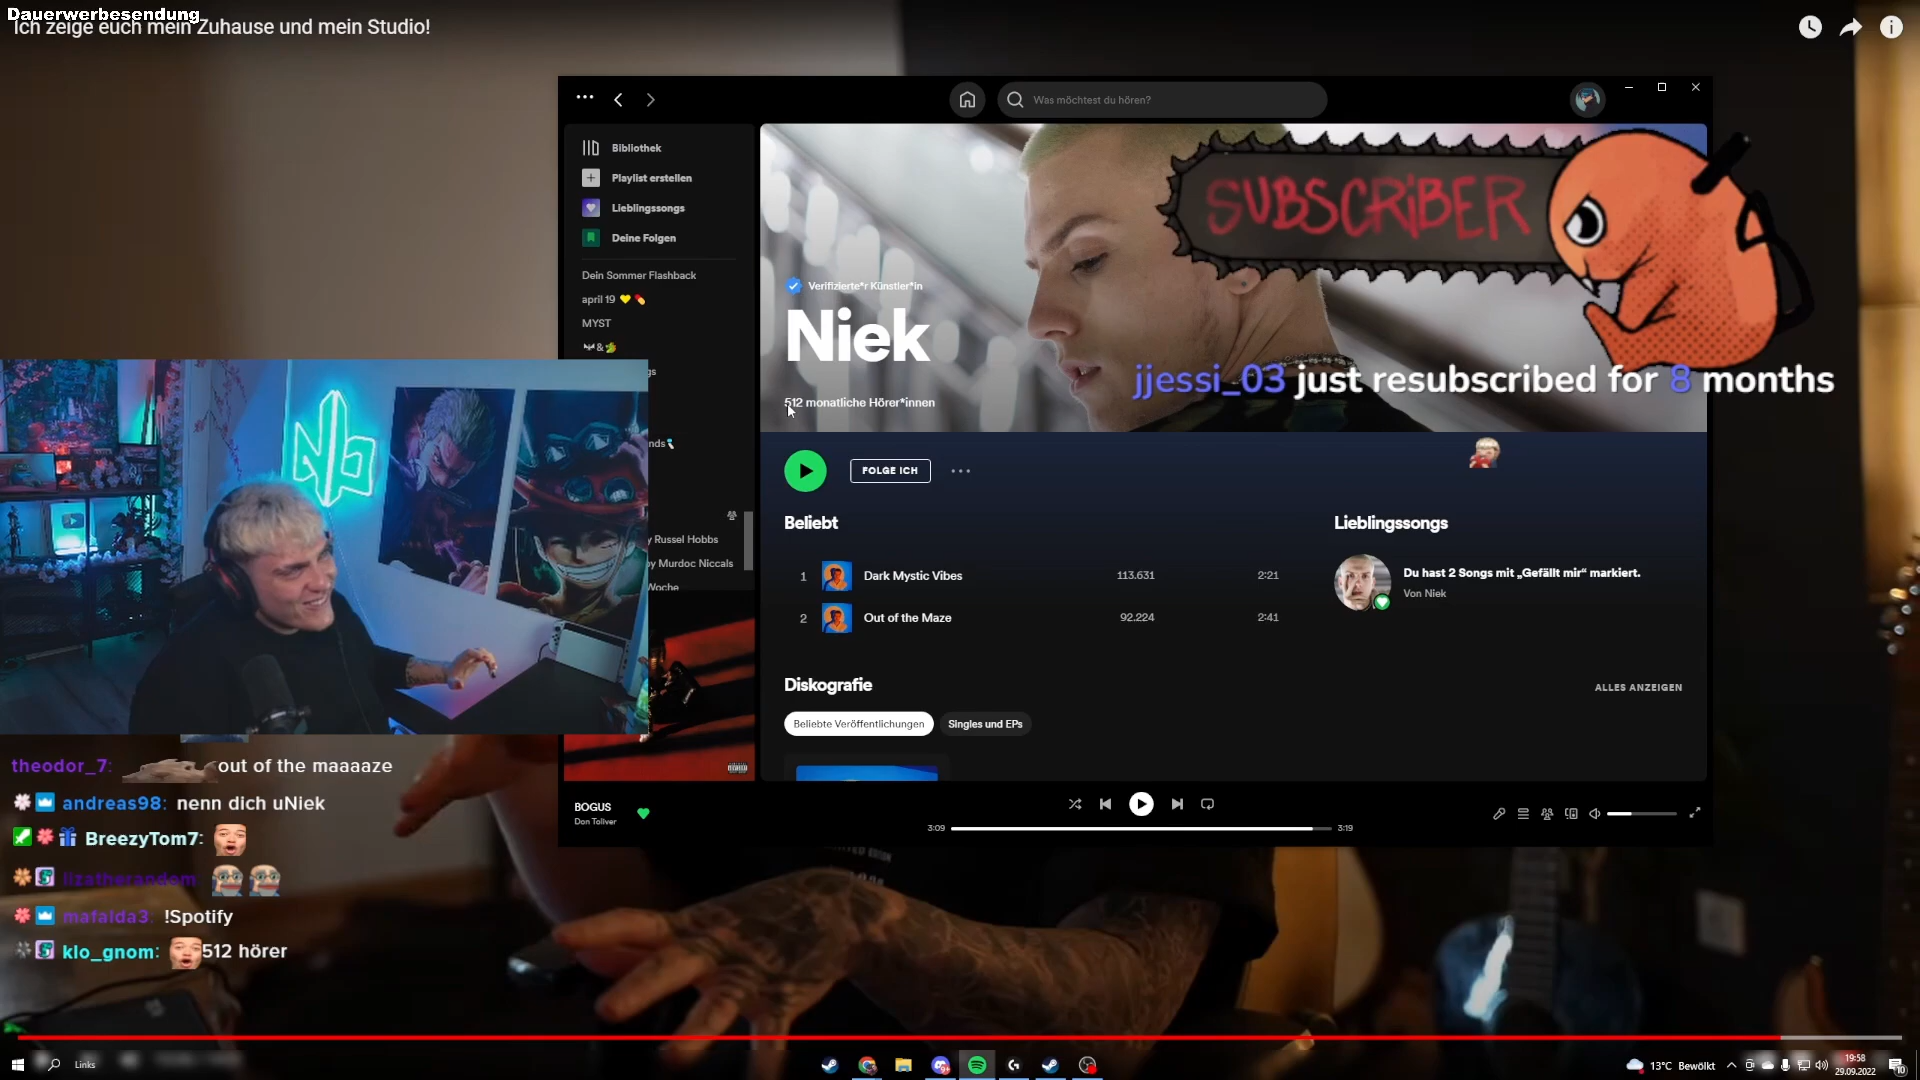 Dauerwerbesendung
Ich zeige euch mein Zuhause und mein Studio!
Was möchtest du hören?
Bibliothek
Playlist erstellen
Lieblingssongs
Deine Folgen
Dein Sommer Flashback
april 19 💛 💊
MYST
&
gs
nds
y Russel Hobbs
by Murdoc Niccals
Woche
Verifizierte*r Künstler*in
Niek
512 monatliche Hörer*innen
SUBSCRIBER
jjessi_03 just resubscribed for 8 months
FOLGE ICH
Beliebt
1 Dark Mystic Vibes 113.631 2:21
2 Out of the Maze 92.224 2:41
Lieblingssongs
Du hast 2 Songs mit „Gefällt mir“ markiert.
Von Niek
Diskografie
ALLES ANZEIGEN
Beliebte Veröffentlichungen
Singles und EPs
BOGUS
Don Toliver
3:09
3:19
theodor_7: out of the maaaaze
andreas98: nenn dich uNiek
BreezyTom7:
lizatherandom
mafalda3: !Spotify
klo_gnom: 512 hörer
Links
13°C Bewölkt
19:58
29.09.2022